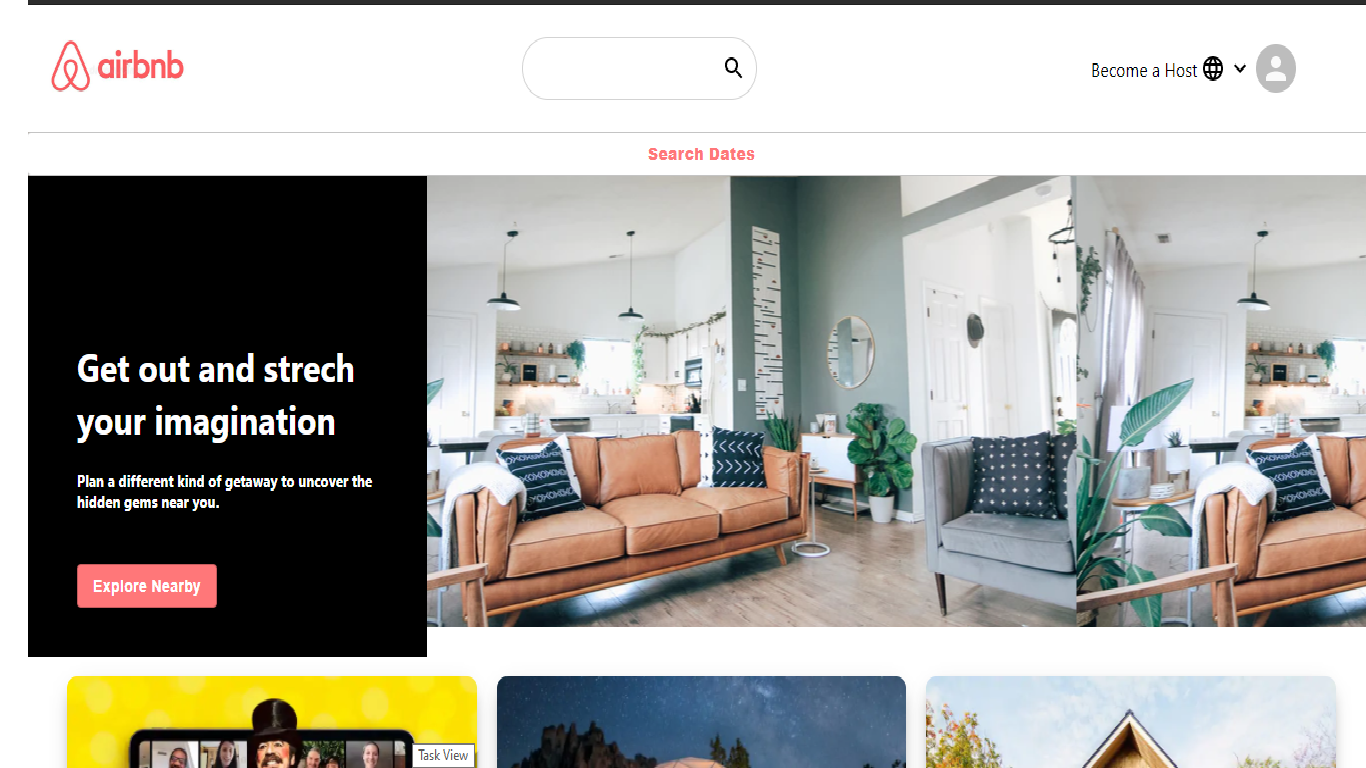 airbnb
Become a Host
Search Dates
Get out and strech
your imagination
Plan a different kind of getaway to uncover the
hidden gems near you.
Explore Nearby
Task View